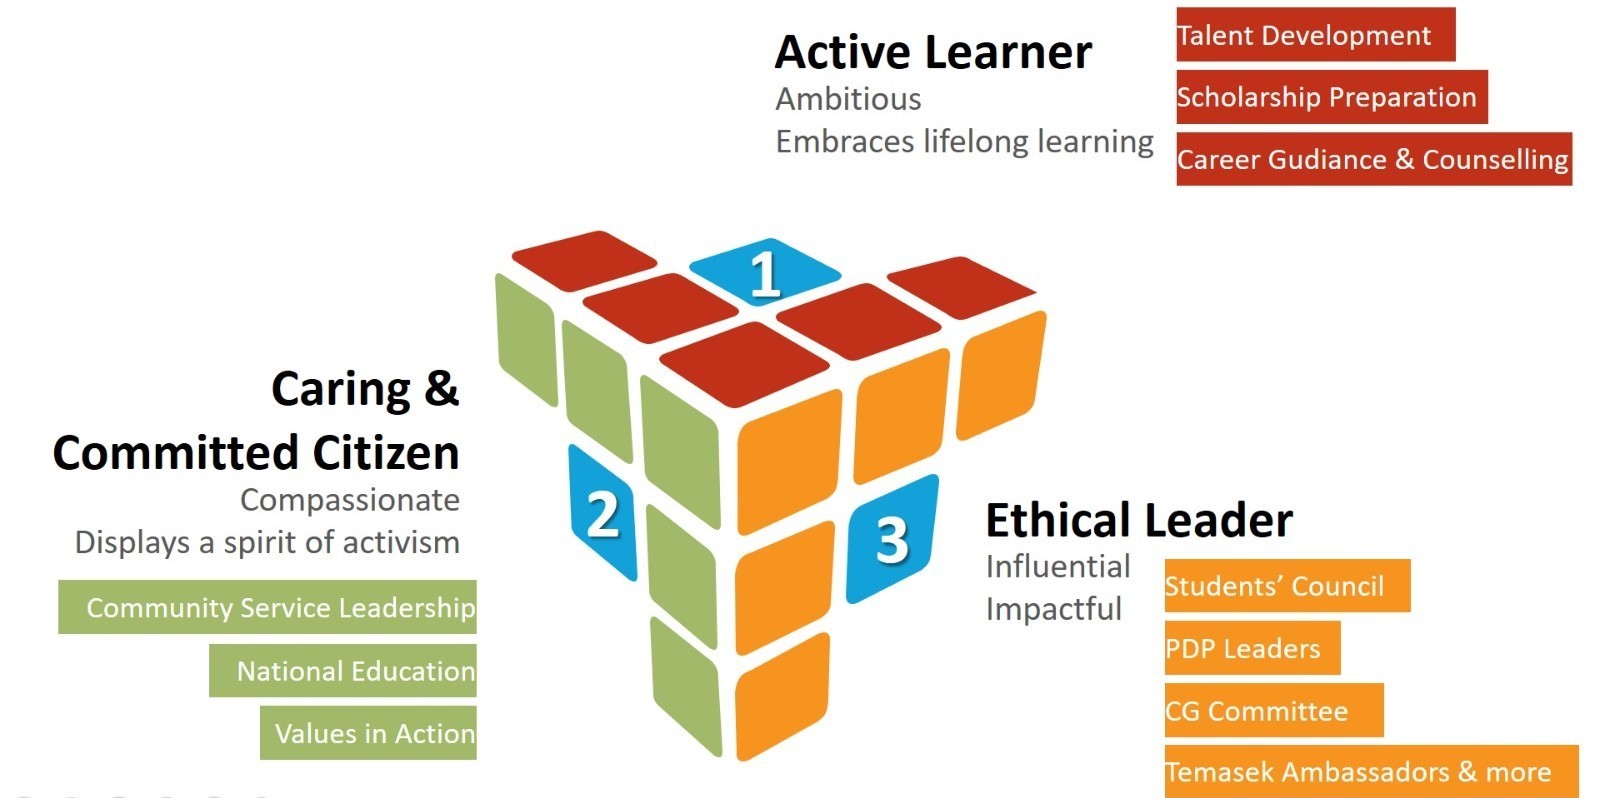 Active Learner
Ambitious
Embraces lifelong learning
Talent Development
Scholarship Preparation
Career Gudiance & Counselling
1
Caring &
Committed Citizen
Compassionate
Displays a spirit of activism
Community Service Leadership
National Education
Values in Action
2
3
Ethical Leader
Influential
Impactful
Students’ Council
PDP Leaders
CG Committee
Temasek Ambassadors & more